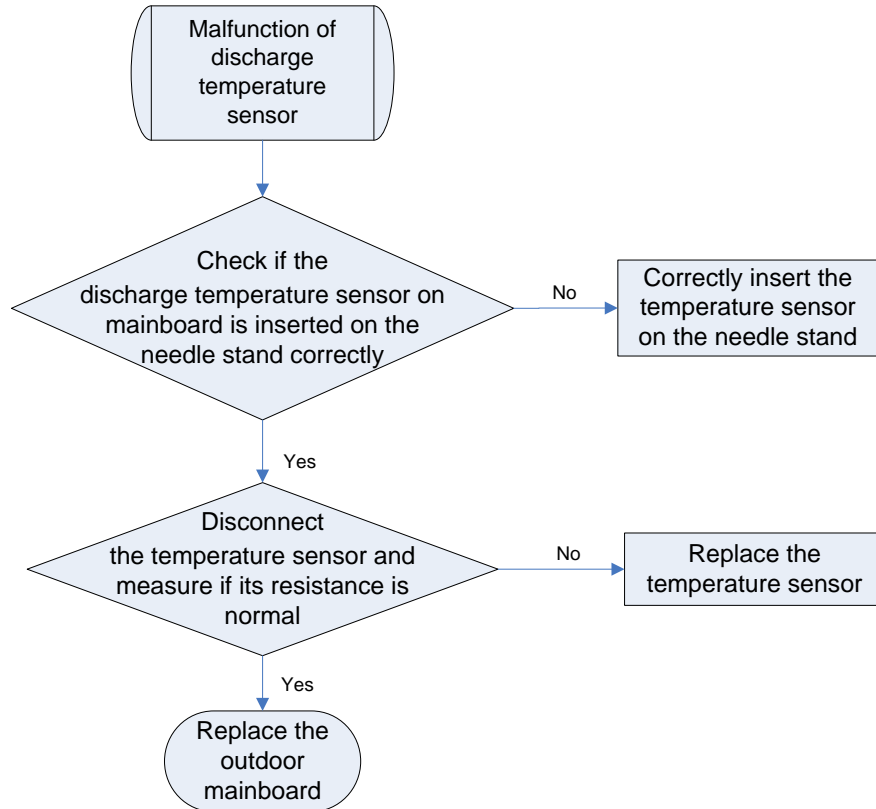 Malfunction of
discharge
temperature
sensor
Check if the
discharge temperature sensor on
mainboard is inserted on the
needle stand correctly
No
Correctly insert the
temperature sensor
on the needle stand
Yes
Disconnect
the temperature sensor and
measure if its resistance is
normal
No
Replace the
temperature sensor
Yes
Replace the
outdoor
mainboard